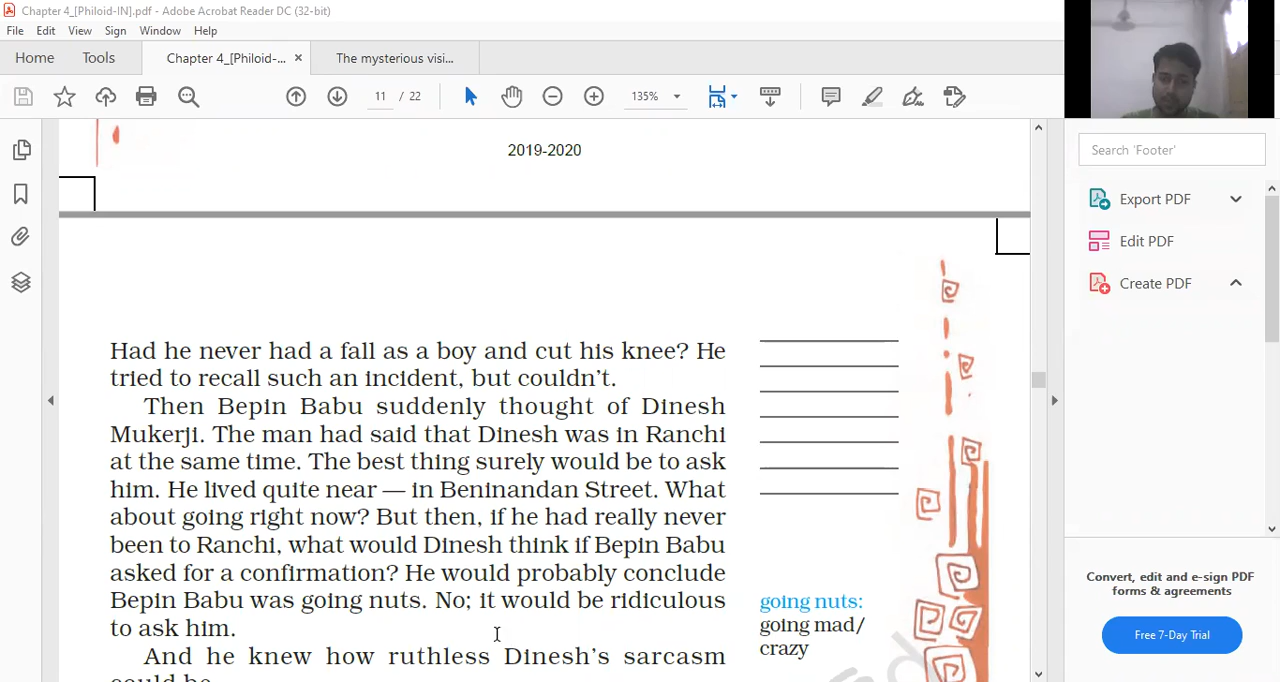 Chapter 4_[Philoid-IN].pdf - Adobe Acrobat Reader DC (32-bit)
File Edit View Sign Window Help
Home Tools Chapter 4_[Philoid-... × The mysterious visi...
11 / 22 135%
Search 'Footer'
Export PDF
Edit PDF
Create PDF
Convert, edit and e-sign PDF
forms & agreements
Free 7-Day Trial
2019-2020
Had he never had a fall as a boy and cut his knee? He
tried to recall such an incident, but couldn't.
Then Bepin Babu suddenly thought of Dinesh
Mukerji. The man had said that Dinesh was in Ranchi
at the same time. The best thing surely would be to ask
him. He lived quite near — in Beninandan Street. What
about going right now? But then, if he had really never
been to Ranchi, what would Dinesh think if Bepin Babu
asked for a confirmation? He would probably conclude
Bepin Babu was going nuts. No; it would be ridiculous
to ask him.
And he knew how ruthless Dinesh's sarcasm
could be.
going nuts:
going mad/
crazy